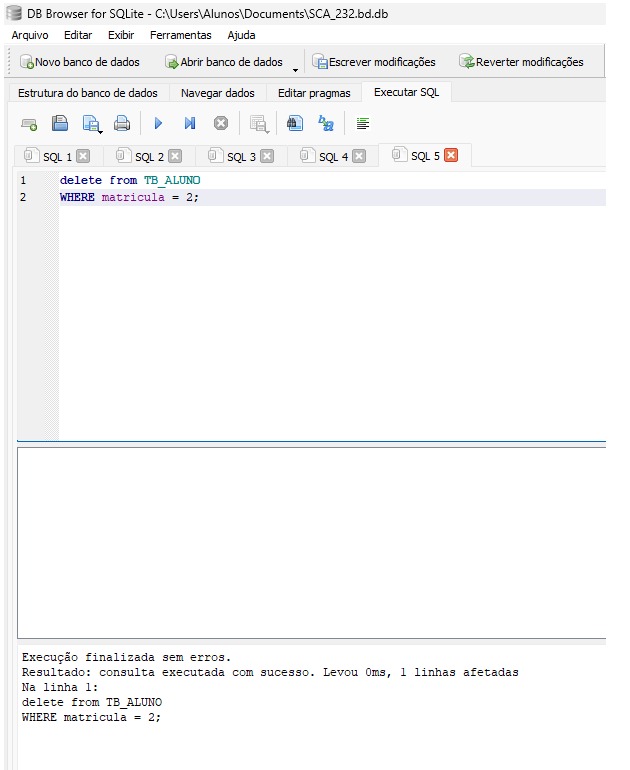 DB Browser for SQLite - C:\Users\Alunos\Documents\SCA_232.bd.db
Arquivo Editar Exibir Ferramentas Ajuda
Novo banco de dados Abrir banco de dados Escrever modificações Reverter modificações
Estrutura do banco de dados Navegar dados Editar pragmas Executar SQL
SQL 1 SQL 2 SQL 3 SQL 4 SQL 5
1 delete from TB_ALUNO
2 WHERE matricula = 2;
Execução finalizada sem erros.
Resultado: consulta executada com sucesso. Levou 0ms, 1 linhas afetadas
Na linha 1:
delete from TB_ALUNO
WHERE matricula = 2;